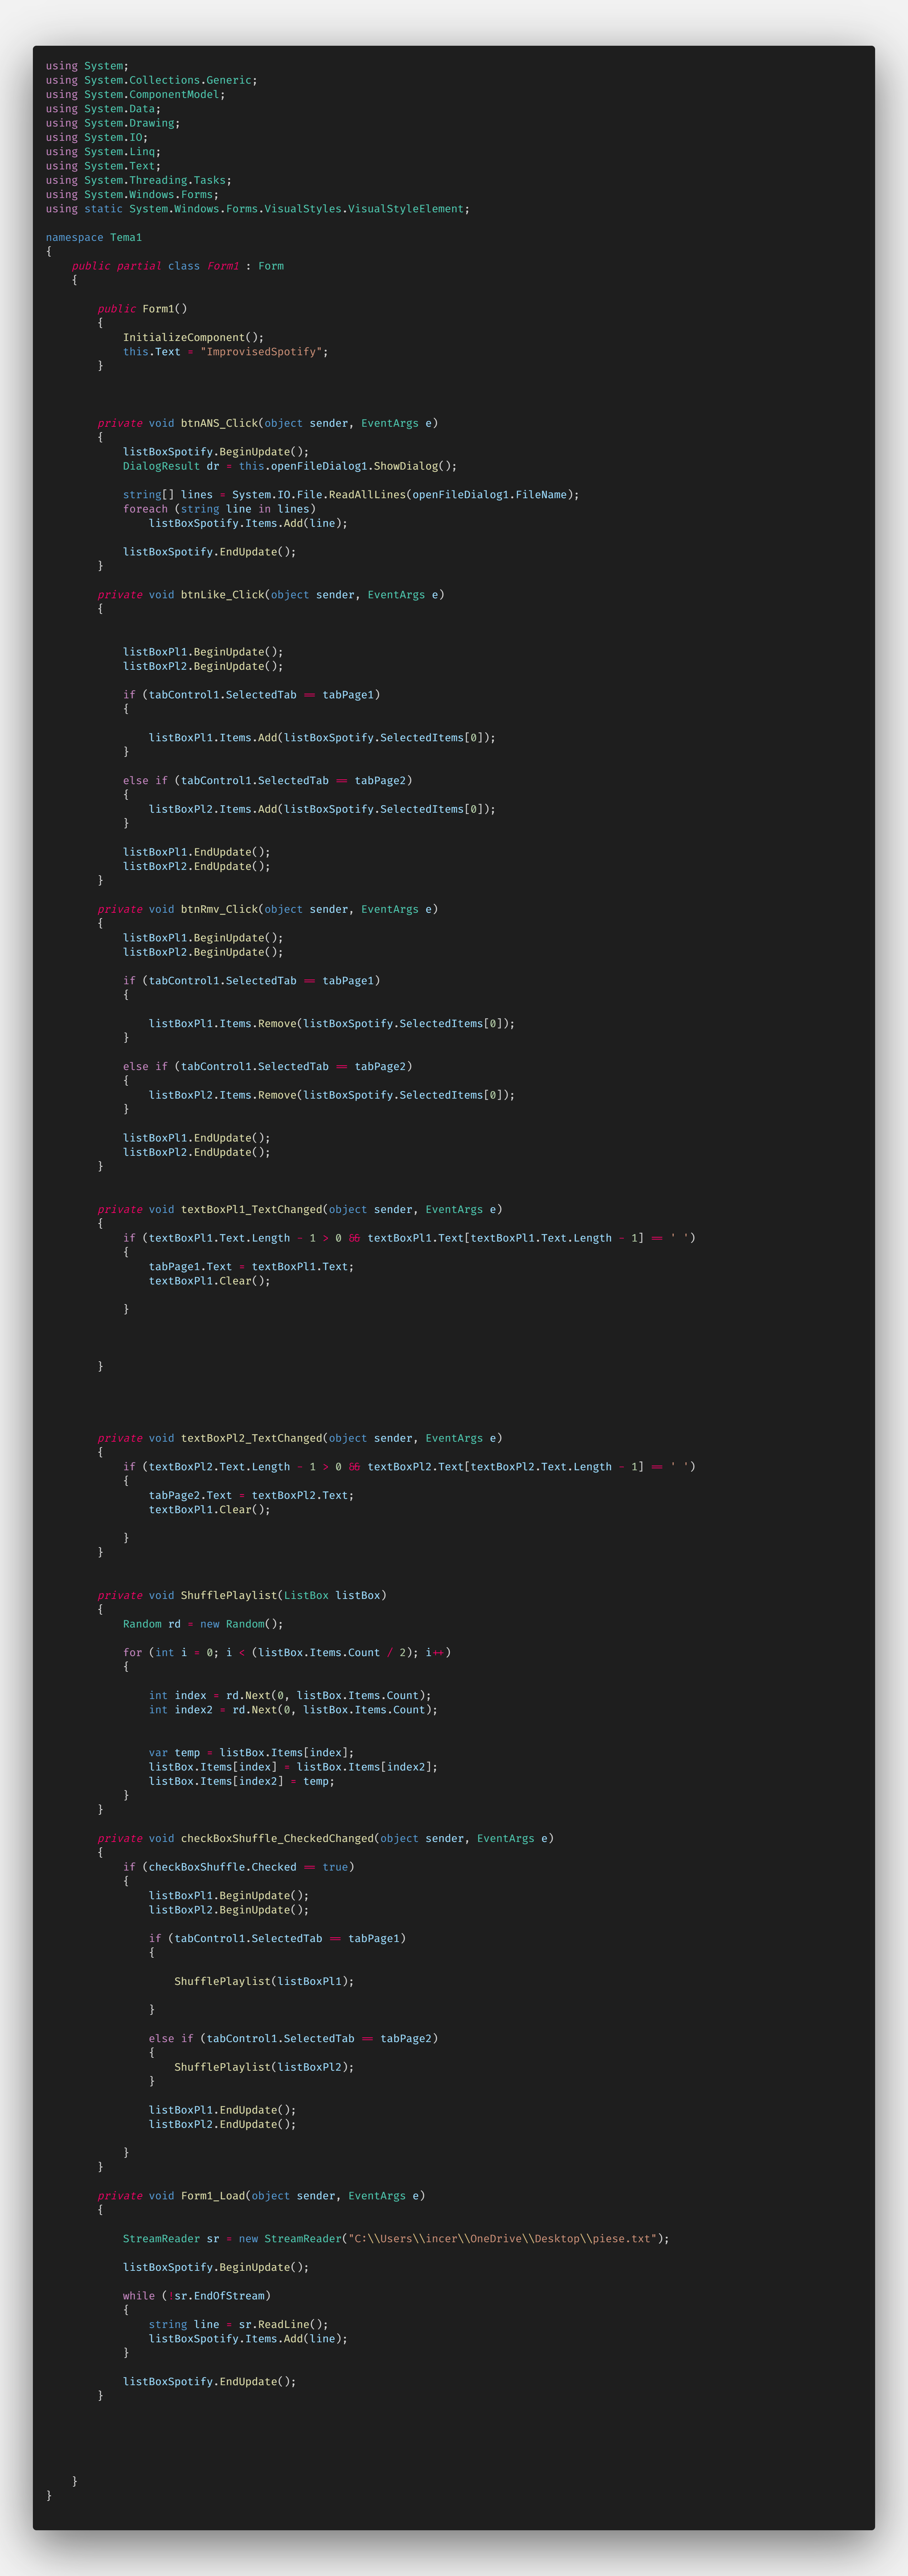 using System;
using System.Collections.Generic;
using System.ComponentModel;
using System.Data;
using System.Drawing;
using System.IO;
using System.Linq;
using System.Text;
using System.Threading.Tasks;
using System.Windows.Forms;
using static System.Windows.Forms.VisualStyles.VisualStyleElement;
namespace Tema1
{
public partial class Form1 : Form
{
public Form1()
{
InitializeComponent();
this.Text = "ImprovisedSpotify";
}
private void btnANS_Click(object sender, EventArgs e)
{
listBoxSpotify.BeginUpdate();
DialogResult dr = this.openFileDialog1.ShowDialog();
string[] lines = System.IO.File.ReadAllLines(openFileDialog1.FileName);
foreach (string line in lines)
listBoxSpotify.Items.Add(line);
listBoxSpotify.EndUpdate();
}
private void btnLike_Click(object sender, EventArgs e)
{
listBoxPl1.BeginUpdate();
listBoxPl2.BeginUpdate();
if (tabControl1.SelectedTab == tabPage1)
{
listBoxPl1.Items.Add(listBoxSpotify.SelectedItems[0]);
}
else if (tabControl1.SelectedTab == tabPage2)
{
listBoxPl2.Items.Add(listBoxSpotify.SelectedItems[0]);
}
listBoxPl1.EndUpdate();
listBoxPl2.EndUpdate();
}
private void btnRmv_Click(object sender, EventArgs e)
{
listBoxPl1.BeginUpdate();
listBoxPl2.BeginUpdate();
if (tabControl1.SelectedTab == tabPage1)
{
listBoxPl1.Items.Remove(listBoxSpotify.SelectedItems[0]);
}
else if (tabControl1.SelectedTab == tabPage2)
{
listBoxPl2.Items.Remove(listBoxSpotify.SelectedItems[0]);
}
listBoxPl1.EndUpdate();
listBoxPl2.EndUpdate();
}
private void textBoxPl1_TextChanged(object sender, EventArgs e)
{
if (textBoxPl1.Text.Length - 1 > 0 && textBoxPl1.Text[textBoxPl1.Text.Length - 1] == ' ')
{
tabPage1.Text = textBoxPl1.Text;
textBoxPl1.Clear();
}
}
private void textBoxPl2_TextChanged(object sender, EventArgs e)
{
if (textBoxPl2.Text.Length - 1 > 0 && textBoxPl2.Text[textBoxPl2.Text.Length - 1] == ' ')
{
tabPage2.Text = textBoxPl2.Text;
textBoxPl1.Clear();
}
}
private void ShufflePlaylist(ListBox listBox)
{
Random rd = new Random();
for (int i = 0; i < (listBox.Items.Count / 2); i++)
{
int index = rd.Next(0, listBox.Items.Count);
int index2 = rd.Next(0, listBox.Items.Count);
var temp = listBox.Items[index];
listBox.Items[index] = listBox.Items[index2];
listBox.Items[index2] = temp;
}
}
private void checkBoxShuffle_CheckedChanged(object sender, EventArgs e)
{
if (checkBoxShuffle.Checked == true)
{
listBoxPl1.BeginUpdate();
listBoxPl2.BeginUpdate();
if (tabControl1.SelectedTab == tabPage1)
{
ShufflePlaylist(listBoxPl1);
}
else if (tabControl1.SelectedTab == tabPage2)
{
ShufflePlaylist(listBoxPl2);
}
listBoxPl1.EndUpdate();
listBoxPl2.EndUpdate();
}
}
private void Form1_Load(object sender, EventArgs e)
{
StreamReader sr = new StreamReader("C:\\Users\\incer\\OneDrive\\Desktop\\piese.txt");
listBoxSpotify.BeginUpdate();
while (!sr.EndOfStream)
{
string line = sr.ReadLine();
listBoxSpotify.Items.Add(line);
}
listBoxSpotify.EndUpdate();
}
}
}